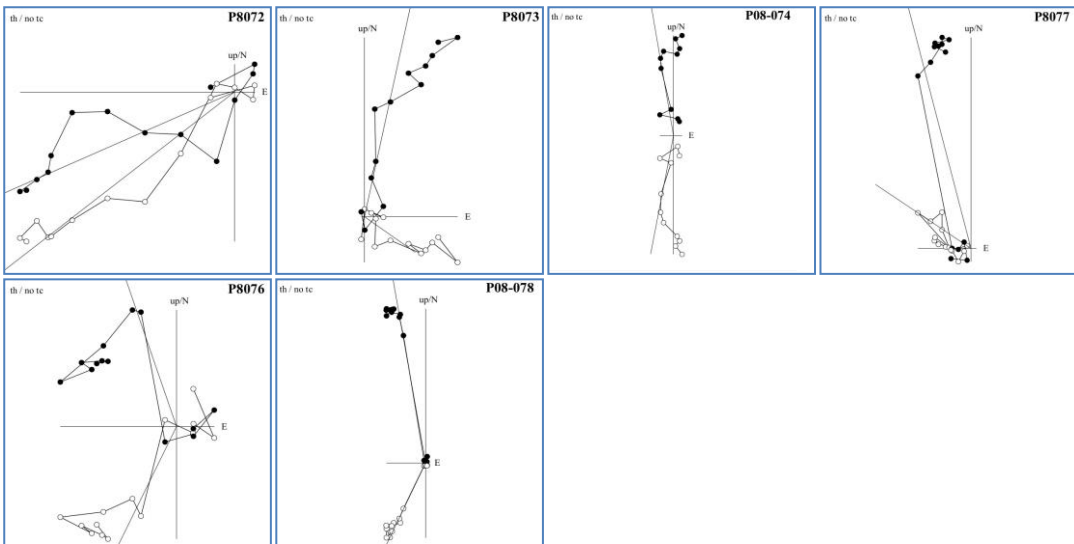 th / no tc P8072
up/N
E
th / no tc P8073
up/N
E
th / no tc P08-074
up/N
E
th / no tc P8077
up/N
E
th / no tc P8076
up/N
E
th / no tc P08-078
up/N
E